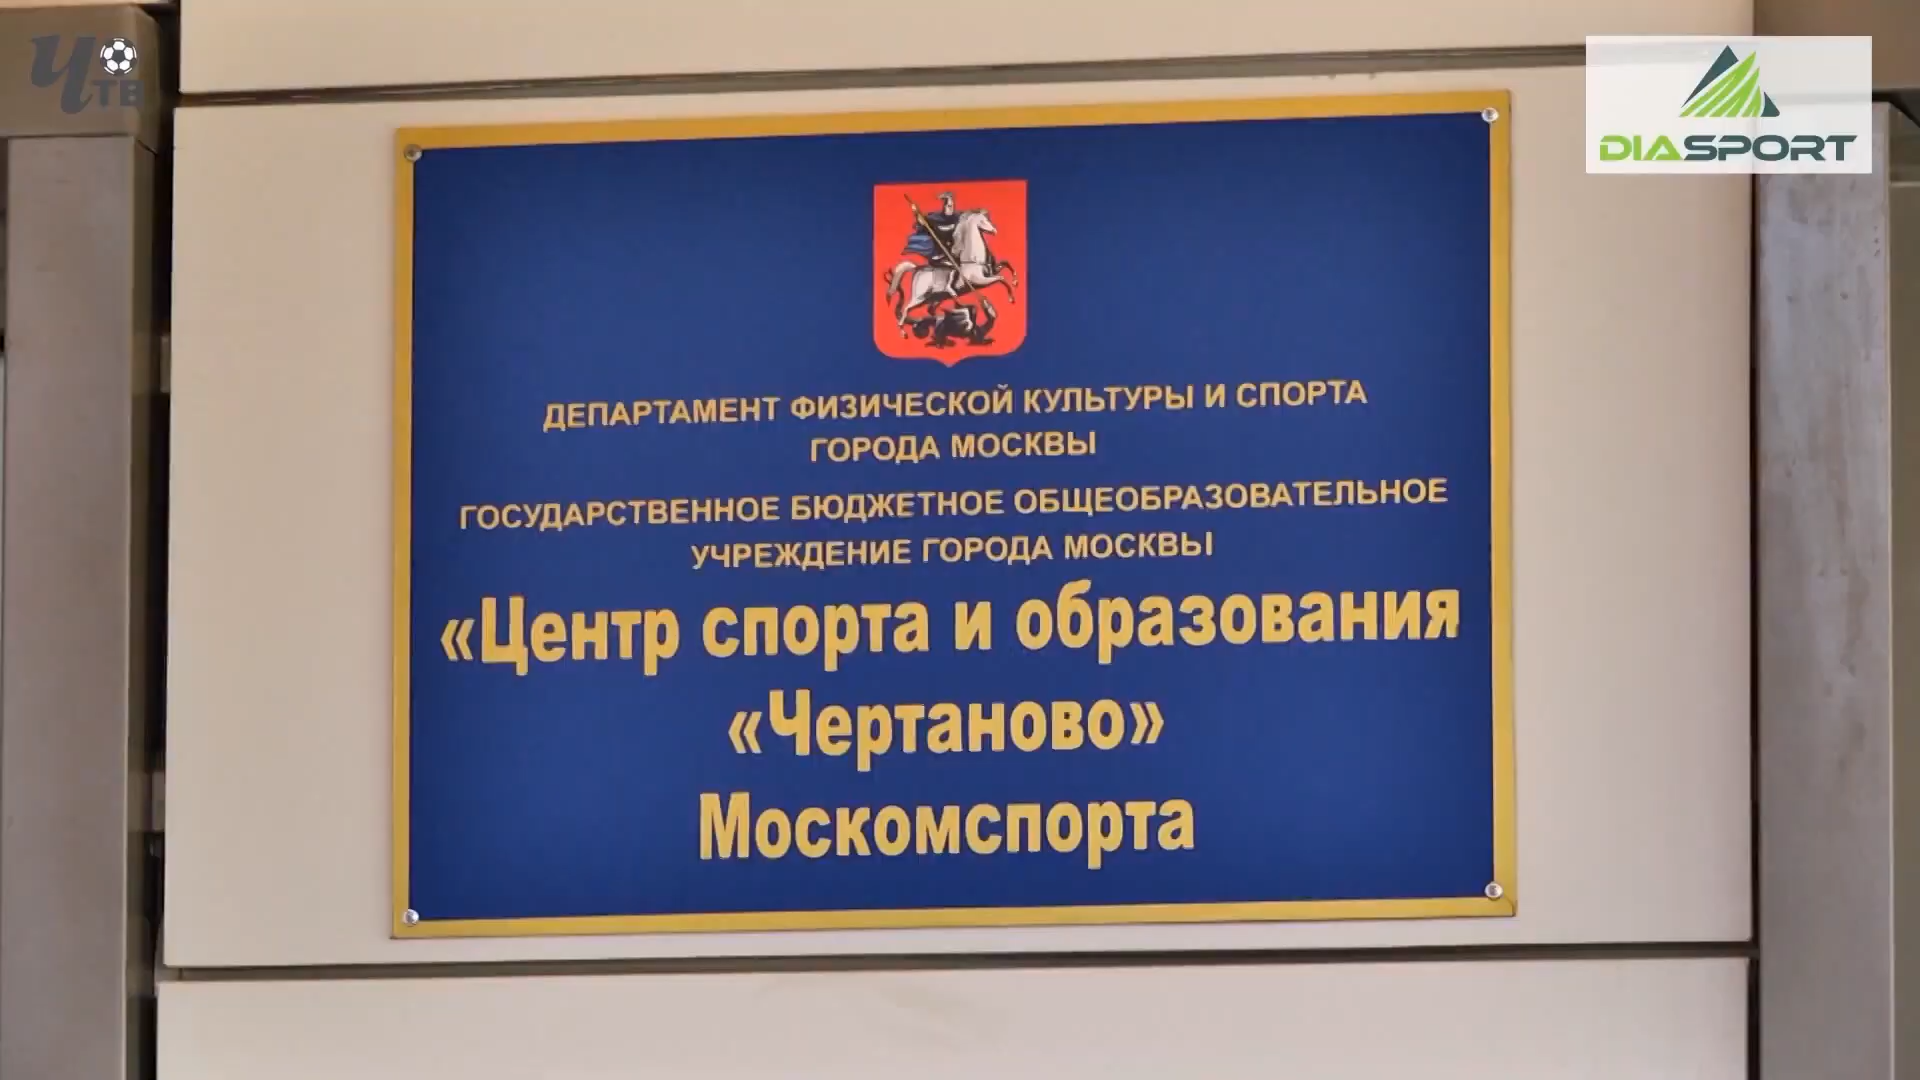 Ч ТВ
DIASPORT
ДЕПАРТАМЕНТ ФИЗИЧЕСКОЙ КУЛЬТУРЫ И СПОРТА
ГОРОДА МОСКВЫ
ГОСУДАРСТВЕННОЕ БЮДЖЕТНОЕ ОБЩЕОБРАЗОВАТЕЛЬНОЕ
УЧРЕЖДЕНИЕ ГОРОДА МОСКВЫ
«Центр спорта и образования
«Чертаново»
Москомспорта